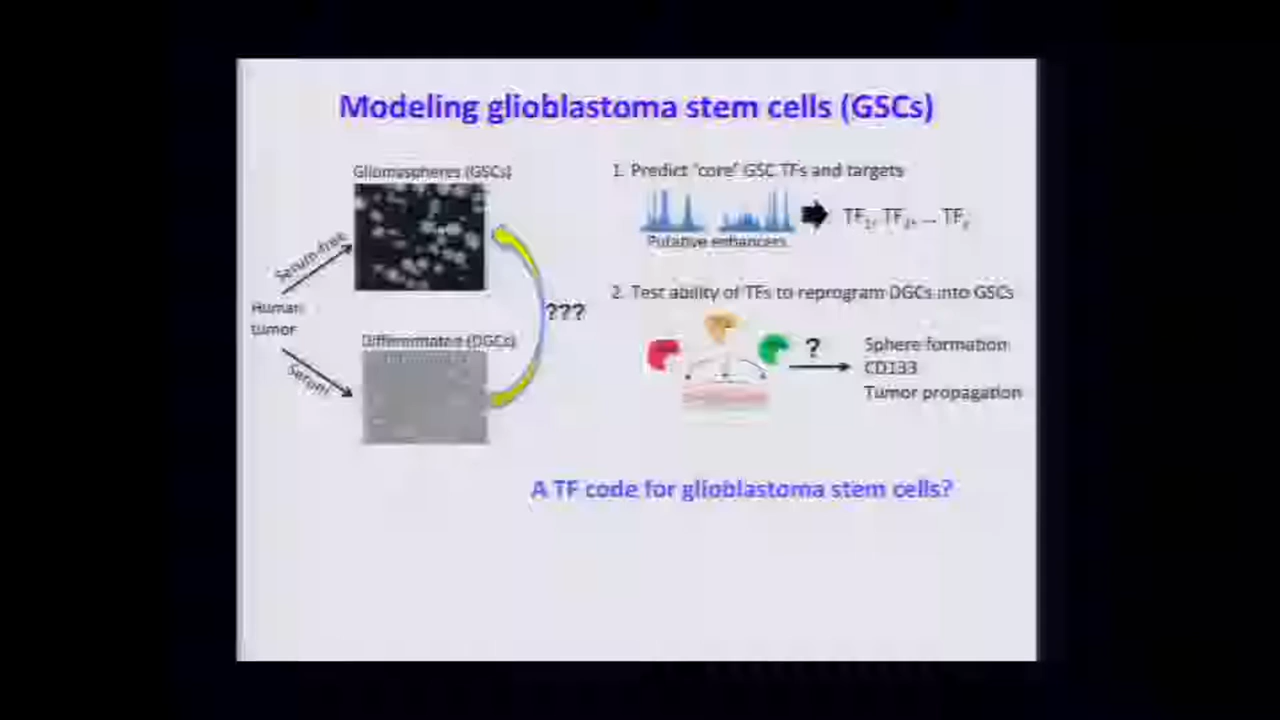 Modeling glioblastoma stem cells (GSCs)
Gliomaspheres (GSCs)
Serum-free
Human
tumor
Serum
Differentiated (DGCs)
???
1. Predict 'core' GSC TFs and targets
Putative enhancers
TF1, TF2, ... TF
2. Test ability of TFs to reprogram DGCs into GSCs
?
Sphere formation
CD133
Tumor propagation
A TF code for glioblastoma stem cells?